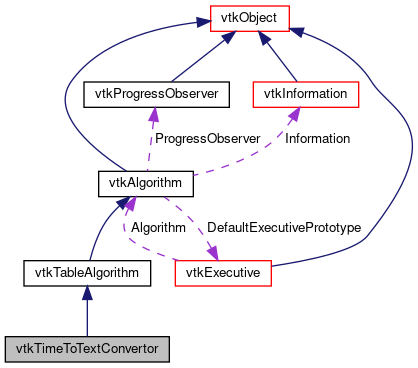 vtkObject
vtkProgressObserver
vtkInformation
ProgressObserver
Information
vtkAlgorithm
Algorithm
DefaultExecutivePrototype
vtkTableAlgorithm
vtkExecutive
vtkTimeToTextConvertor